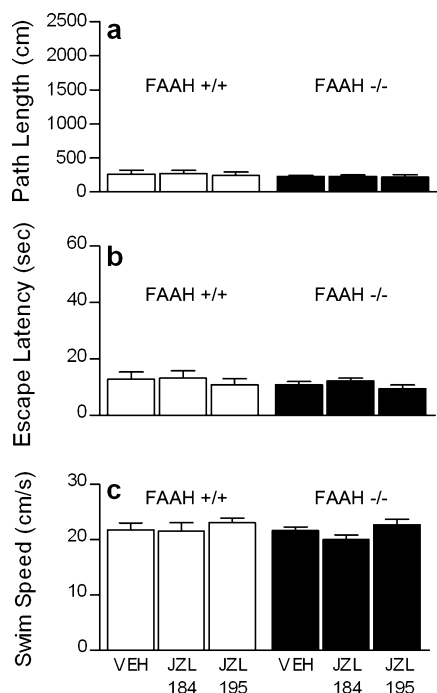 a
Path Length (cm)
2500
2000
1500
1000
500
0
FAAH +/+
FAAH -/-
b
Escape Latency (sec)
60
40
20
0
FAAH +/+
FAAH -/-
c
Swim Speed (cm/s)
30
20
10
0
FAAH +/+
FAAH -/-
VEH
JZL
184
JZL
195
VEH
JZL
184
JZL
195